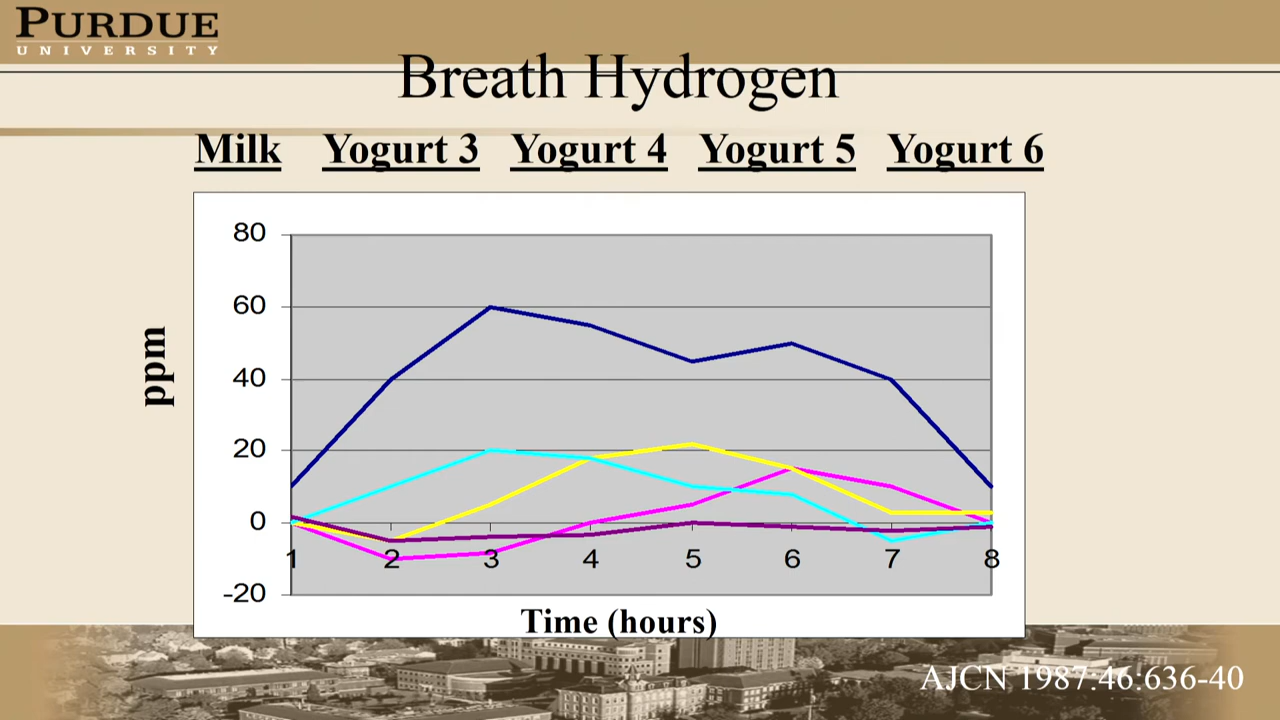 PURDUE
UNIVERSITY
Breath Hydrogen
Milk Yogurt 3 Yogurt 4 Yogurt 5 Yogurt 6
80
60
40
20
0
-20
ppm
1 2 3 4 5 6 7 8
Time (hours)
AJCN 1987.46.636-40